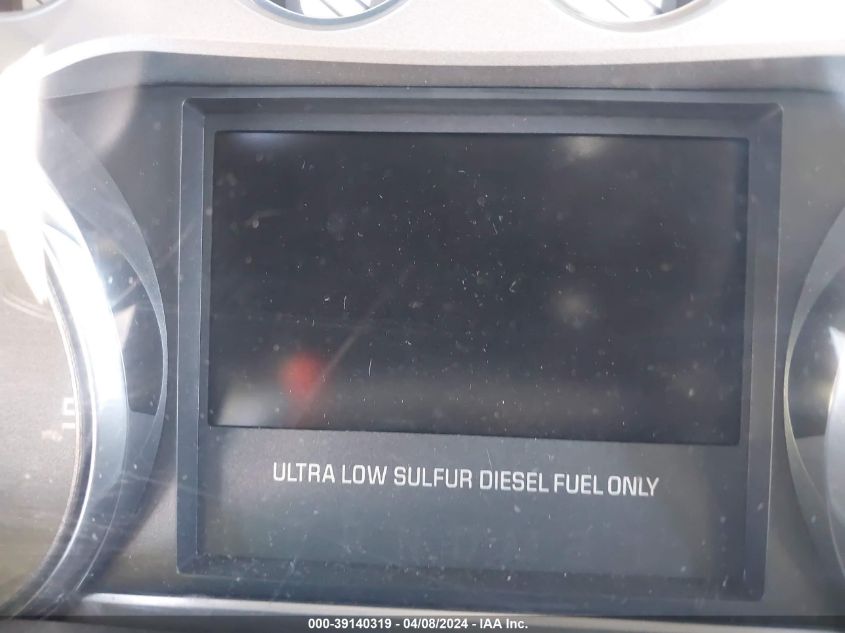 ULTRA LOW SULFUR DIESEL FUEL ONLY
000-39140319 - 04/08/2024 - IAA Inc.